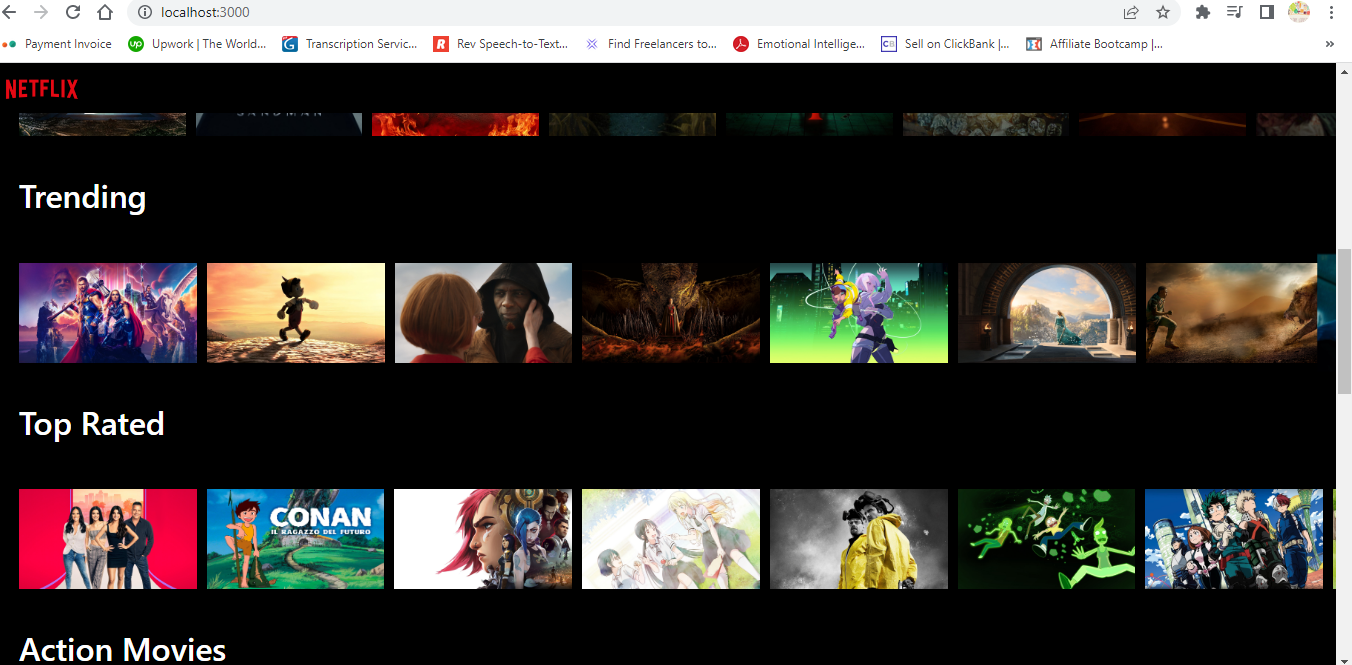 localhost:3000
Payment Invoice
Upwork | The World...
Transcription Servic...
Rev Speech-to-Text...
Find Freelancers to...
Emotional Intellige...
CB
Sell on ClickBank |...
Affiliate Bootcamp |...
»
NETFLIX
SANDMAN
Trending
Top Rated
CONAN
IL RAGAZZO DEL FUTURO
Action Movies